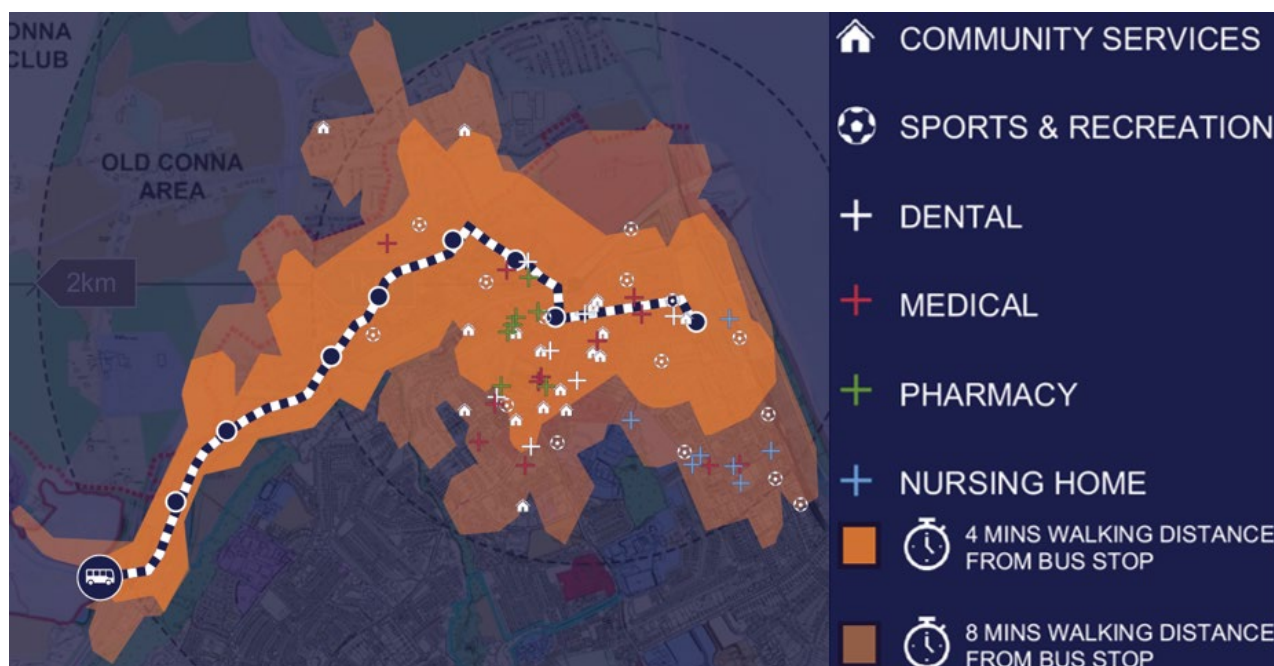 ONNA
CLUB
OLD CONNA
AREA
2km
COMMUNITY SERVICES
SPORTS & RECREATION
DENTAL
MEDICAL
PHARMACY
NURSING HOME
4 MINS WALKING DISTANCE
FROM BUS STOP
8 MINS WALKING DISTANCE
FROM BUS STOP